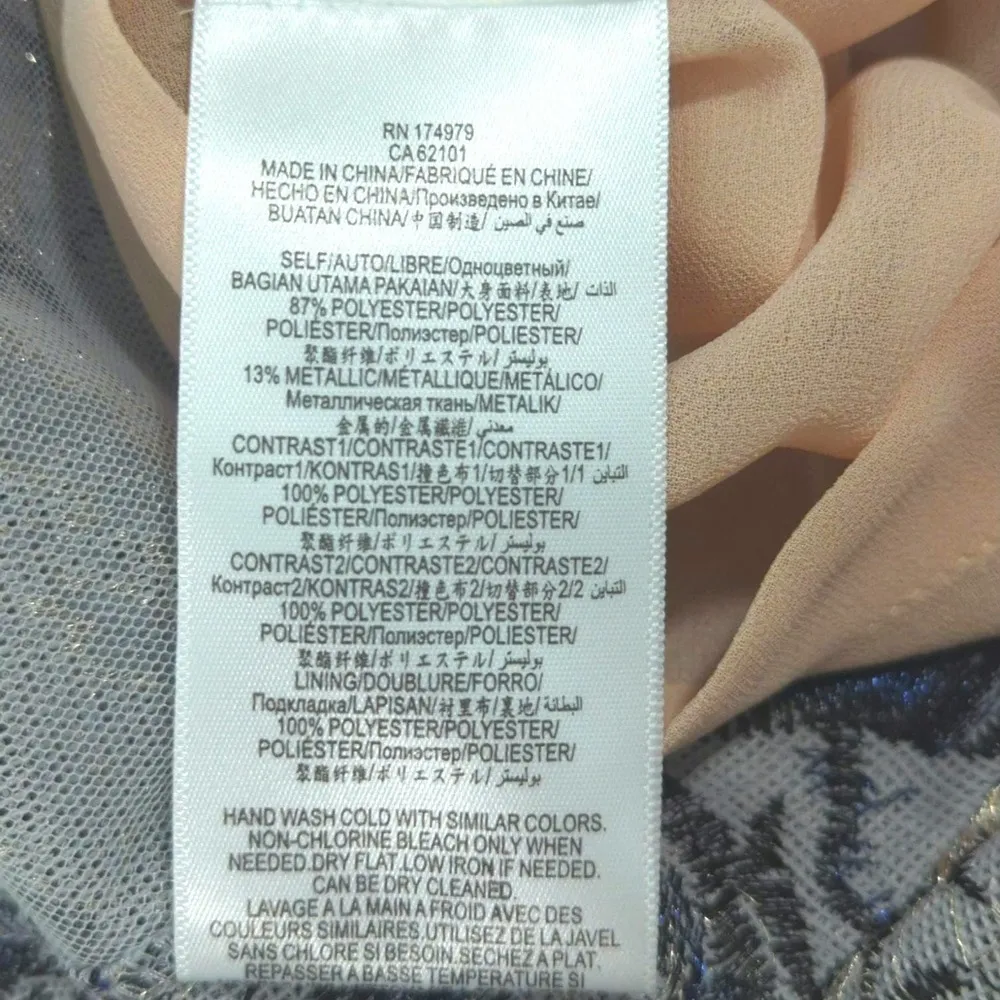 RN 174979
CA 62101
MADE IN CHINA/FABRIQUÉ EN CHINE/
HECHO EN CHINA/Произведено в Китае/
BUATAN CHINA/中国制造/ صنع في الصين
SELF/AUTO/LIBRE/Одноцветный/
BAGIAN UTAMA PAKAIAN/大身面料/表地/ الذات
87% POLYESTER/POLYESTER/
POLIÉSTER/Полиэстер/POLIESTER/
聚酯纤维/ポリエステル/ بوليستر
13% METALLIC/MÉTALLIQUE/METÁLICO/
Металлическая ткань/METALIK/
金属的/金属繊維/ معدني
CONTRAST1/CONTRASTE1/CONTRASTE1/
Контраст1/KONTRAS1/撞色布1/切替部分1/1 التباين
100% POLYESTER/POLYESTER/
POLIÉSTER/Полиэстер/POLIESTER/
聚酯纤维/ポリエステル/ بوليستر
CONTRAST2/CONTRASTE2/CONTRASTE2/
Контраст2/KONTRAS2/撞色布2/切替部分2/2 التباين
100% POLYESTER/POLYESTER/
POLIÉSTER/Полиэстер/POLIESTER/
聚酯纤维/ポリエステル/ بوليستر
LINING/DOUBLURE/FORRO/
Подкладка/LAPISAN/衬里布/裏地/ البطانة
100% POLYESTER/POLYESTER/
POLIÉSTER/Полиэстер/POLIESTER/
聚酯纤维/ポリエステル/ بوليستر
HAND WASH COLD WITH SIMILAR COLORS.
NON-CHLORINE BLEACH ONLY WHEN
NEEDED.DRY FLAT.LOW IRON IF NEEDED.
CAN BE DRY CLEANED
LAVAGE A LA MAIN A FROID AVEC DES
COULEURS SIMILAIRES.UTILISEZ DE LA JAVEL
SANS CHLORE SI BESOIN.SECHEZ A PLAT.
REPASSER A BASSE TEMPERATURE SI